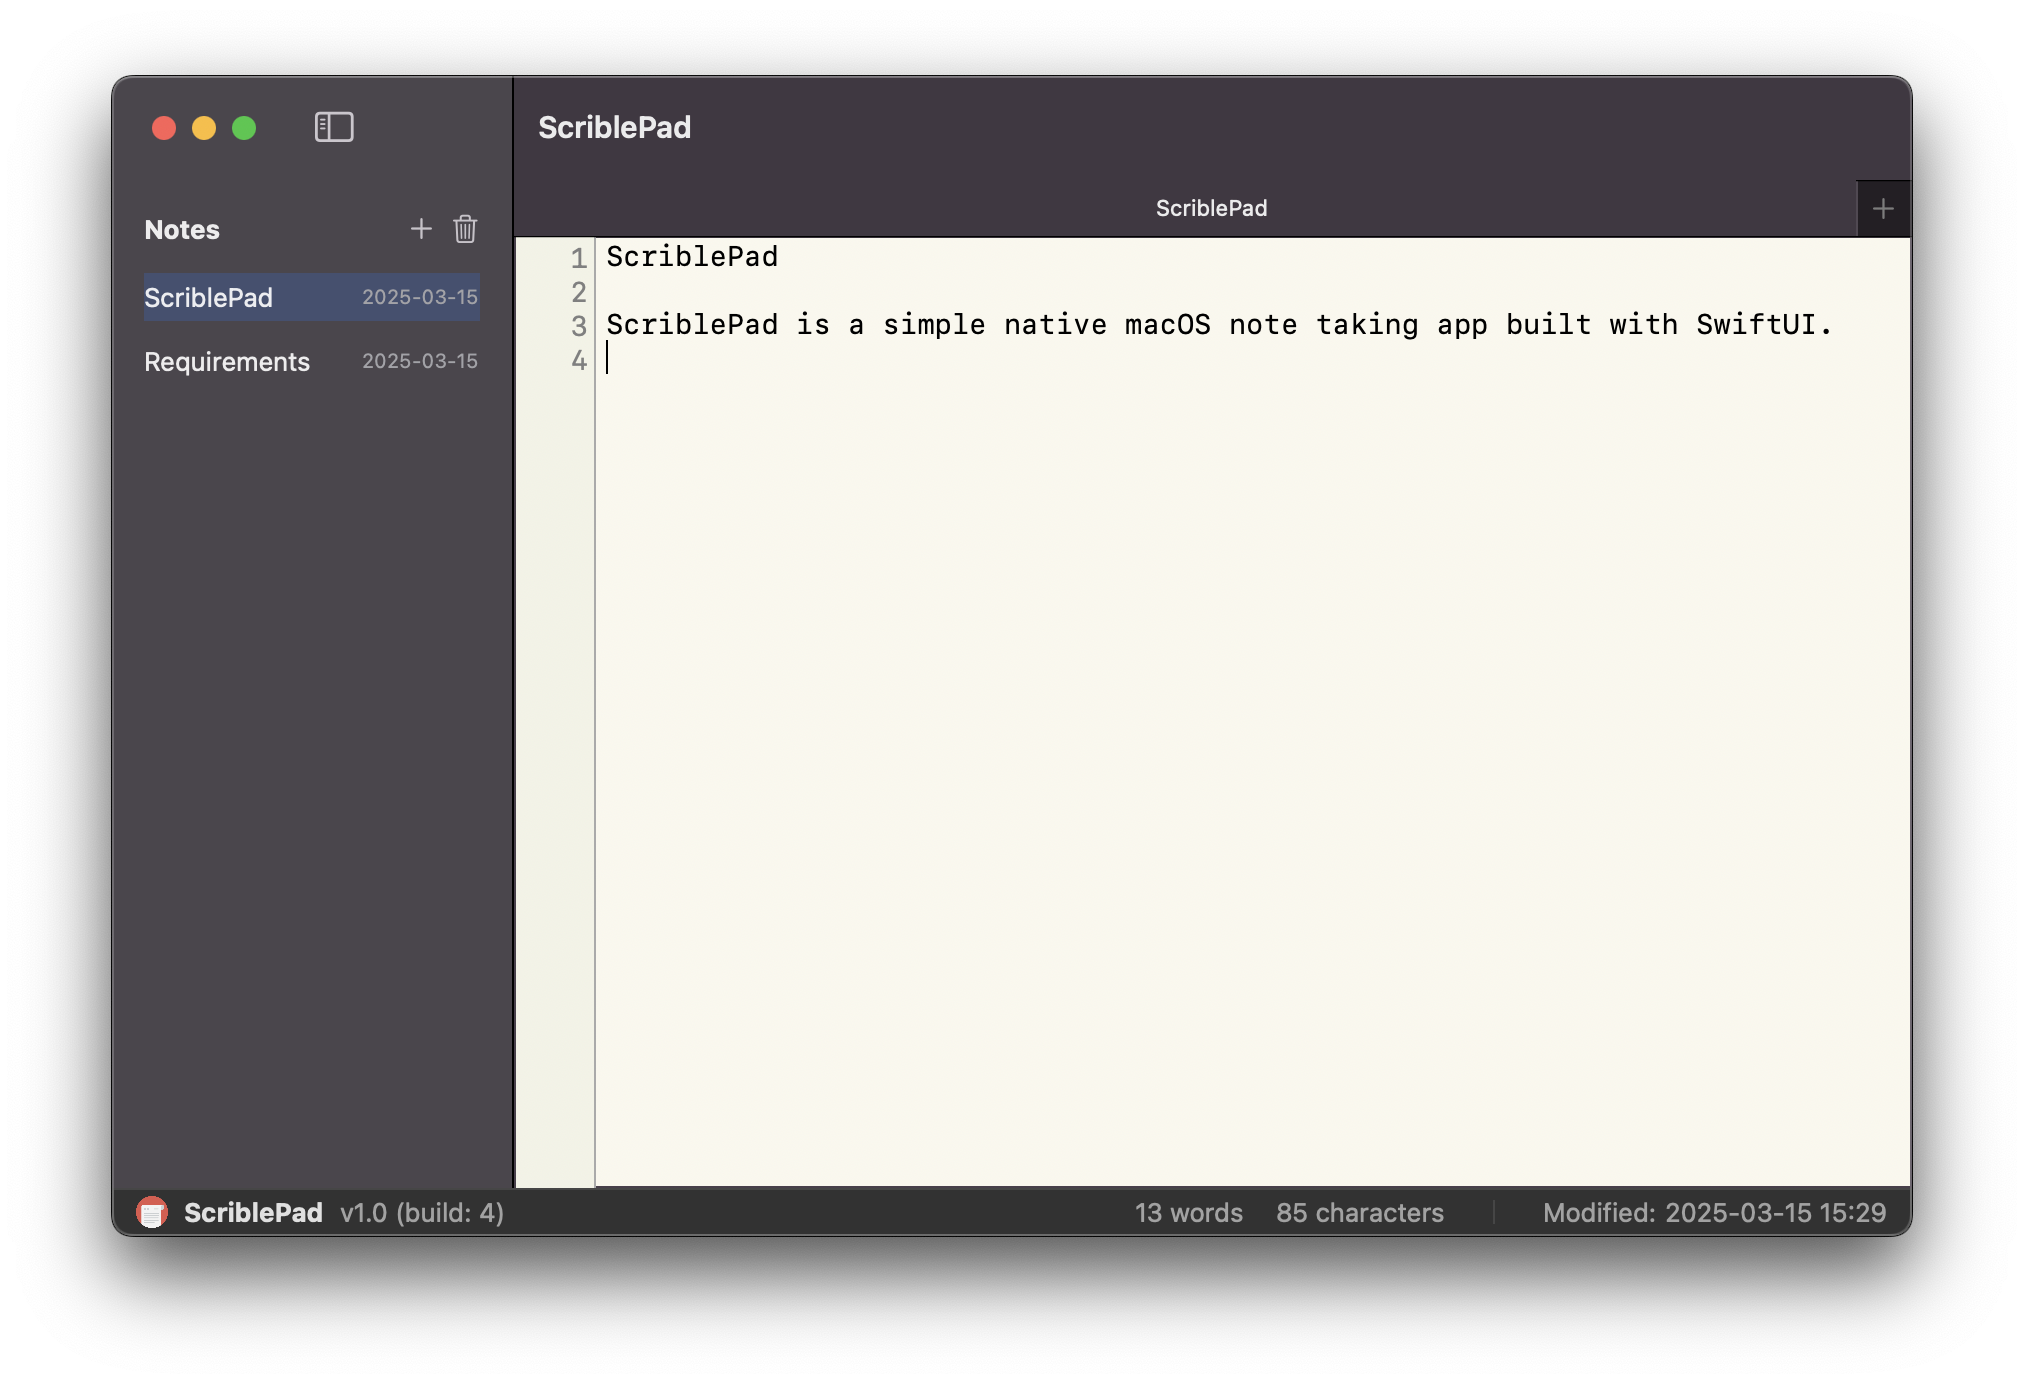 ScriblePad
Notes
ScriblePad 2025-03-15
Requirements 2025-03-15
ScriblePad
1 ScriblePad
2
3 ScriblePad is a simple native macOS note taking app built with SwiftUI.
4
ScriblePad v1.0 (build: 4) 13 words 85 characters Modified: 2025-03-15 15:29